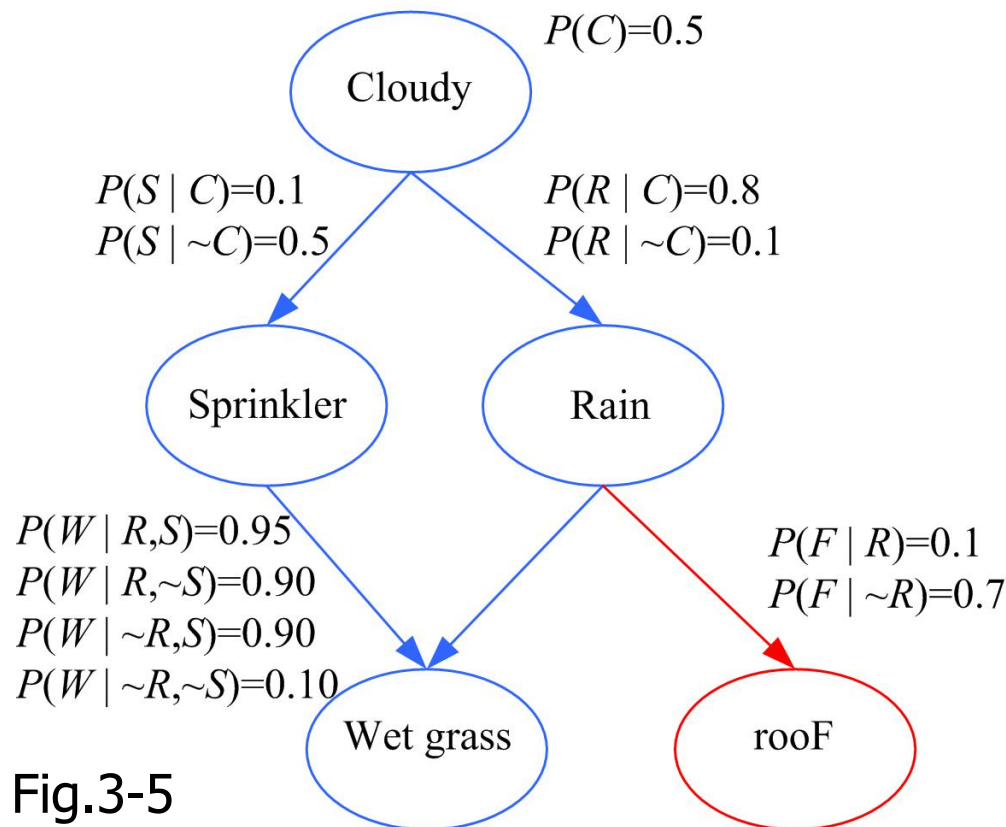 P(C)=0.5
Cloudy
P(S | C)=0.1
P(S | ~C)=0.5
P(R | C)=0.8
P(R | ~C)=0.1
Sprinkler
Rain
P(W | R,S)=0.95
P(W | R,~S)=0.90
P(W | ~R,S)=0.90
P(W | ~R,~S)=0.10
P(F | R)=0.1
P(F | ~R)=0.7
Wet grass
rooF
Fig.3-5